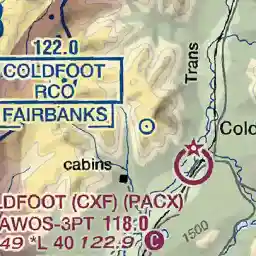 122.0
COLDFOOT
RCO
FAIRBANKS
Trans
Colo
cabins
LDFOOT (CXF) (PACX)
AWOS-3PT 118.0
49 *L 40 122.9 C
1500